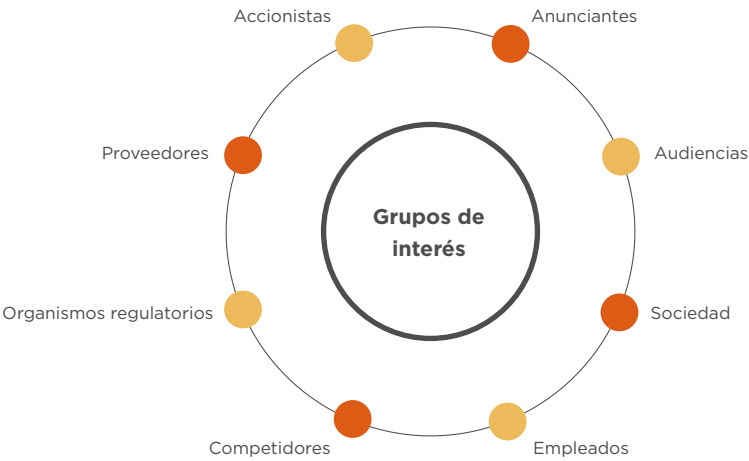 Accionistas
Anunciantes
Proveedores
Audiencias
Grupos de
interés
Organismos regulatorios
Sociedad
Competidores
Empleados